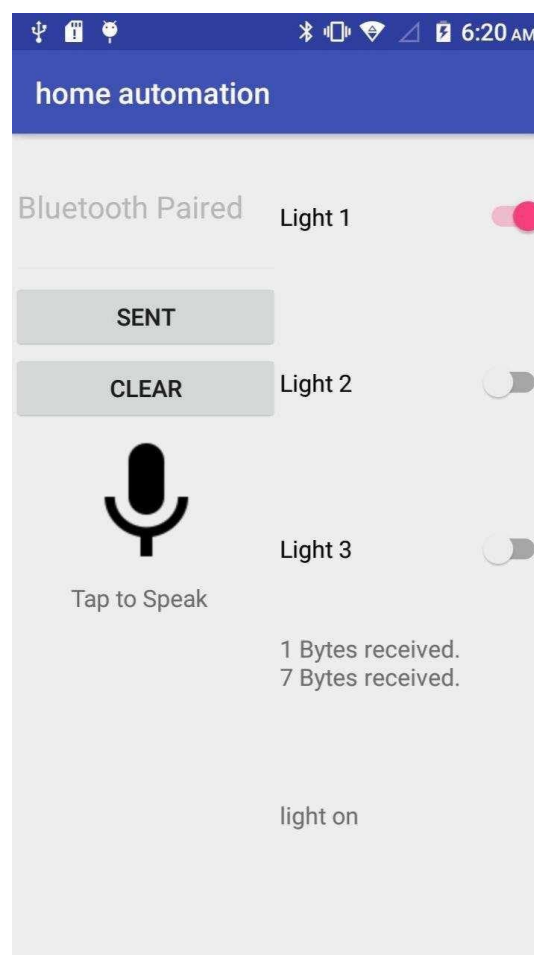 6:20 AM
home automation
Bluetooth Paired
Light 1
SENT
CLEAR
Light 2
Tap to Speak
Light 3
1 Bytes received.
7 Bytes received.
light on